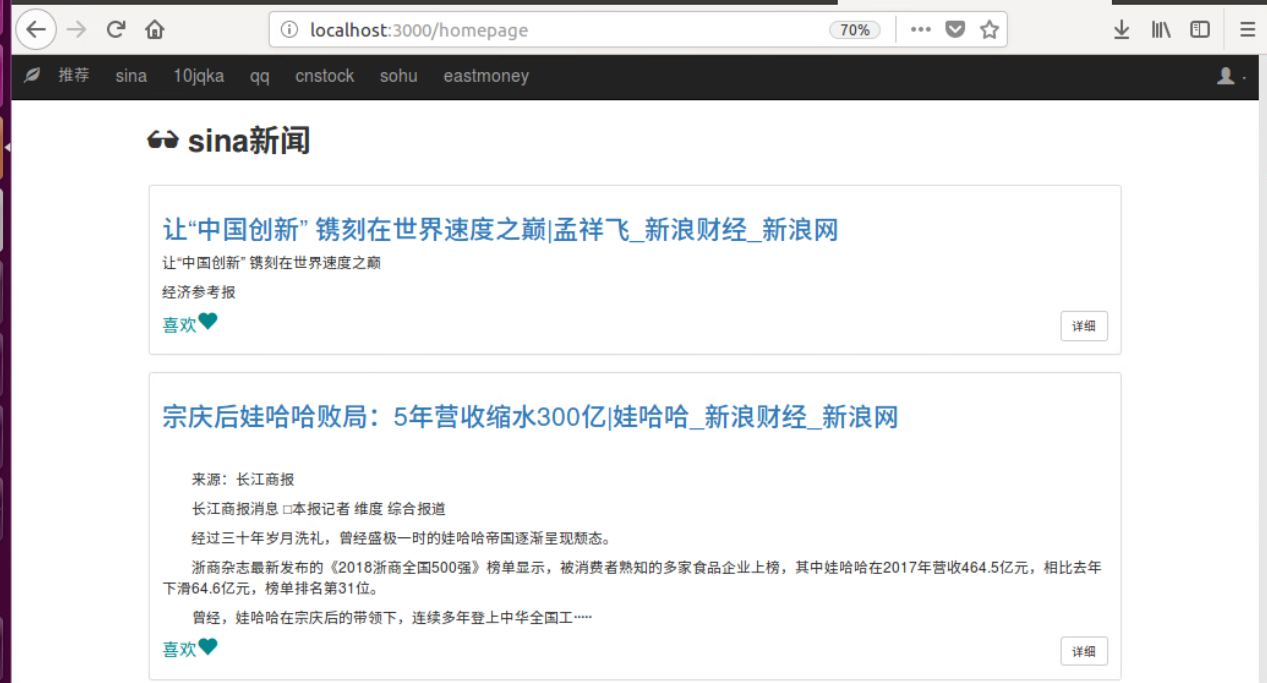 localhost:3000/homepage
70%
推荐 sina 10jqka qq cnstock sohu eastmoney
sina新闻
让“中国创新” 镌刻在世界速度之巅|孟祥飞_新浪财经_新浪网
让“中国创新” 镌刻在世界速度之巅
经济参考报
喜欢
详细
宗庆后娃哈哈败局：5年营收缩水300亿|娃哈哈_新浪财经_新浪网
来源：长江商报
长江商报消息 □本报记者 维度 综合报道
经过三十年岁月洗礼，曾经盛极一时的娃哈哈帝国逐渐呈现颓态。
浙商杂志最新发布的《2018浙商全国500强》榜单显示，被消费者熟知的多家食品企业上榜，其中娃哈哈在2017年营收464.5亿元，相比去年
下滑64.6亿元，榜单排名第31位。
曾经，娃哈哈在宗庆后的带领下，连续多年登上中华全国工·····
喜欢
详细